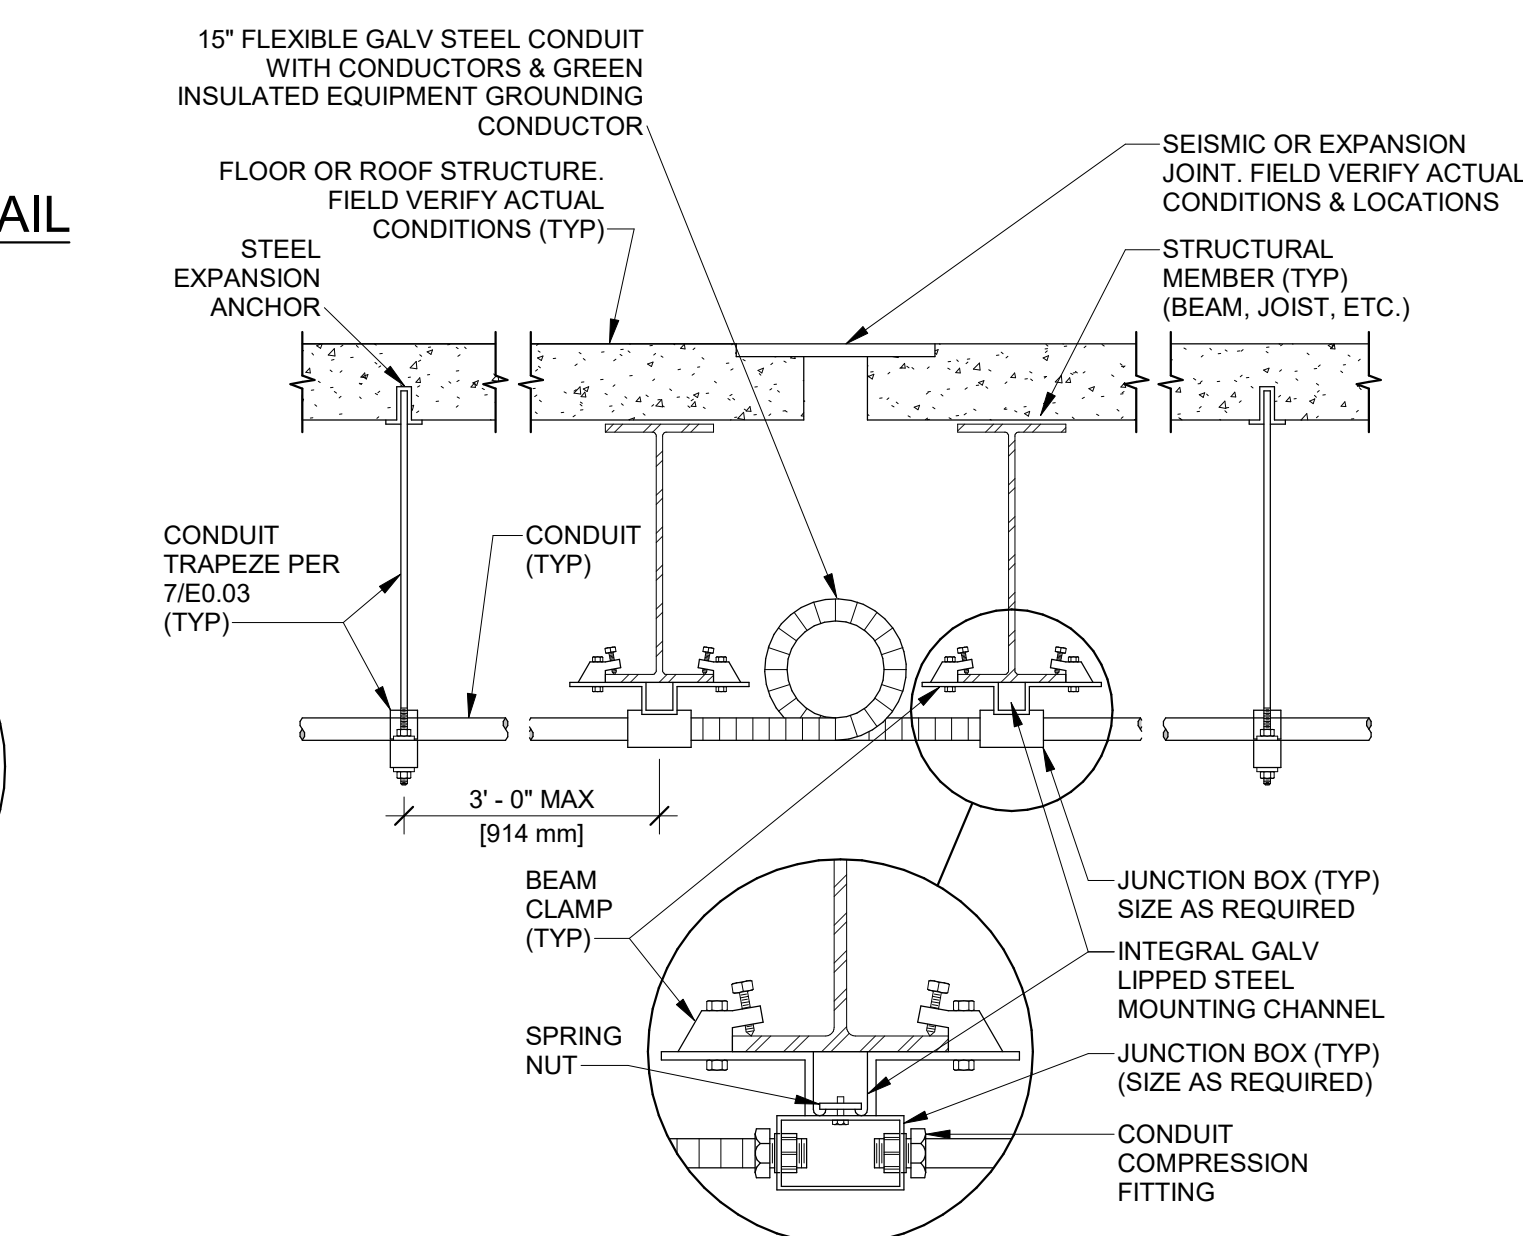 15" FLEXIBLE GALV STEEL CONDUIT
WITH CONDUCTORS & GREEN
INSULATED EQUIPMENT GROUNDING
CONDUCTOR
SEISMIC OR EXPANSION
JOINT. FIELD VERIFY ACTUAL
CONDITIONS & LOCATIONS
FLOOR OR ROOF STRUCTURE.
FIELD VERIFY ACTUAL
CONDITIONS (TYP)
AIL
STEEL
EXPANSION
ANCHOR
STRUCTURAL
MEMBER (TYP)
(BEAM, JOIST, ETC.)
CONDUIT
TRAPEZE PER
7/E0.03
(TYP)
CONDUIT
(TYP)
3' - 0" MAX
[914 mm]
BEAM
CLAMP
(TYP)
JUNCTION BOX (TYP)
SIZE AS REQUIRED
INTEGRAL GALV
LIPPED STEEL
MOUNTING CHANNEL
SPRING
NUT
JUNCTION BOX (TYP)
(SIZE AS REQUIRED)
CONDUIT
COMPRESSION
FITTING